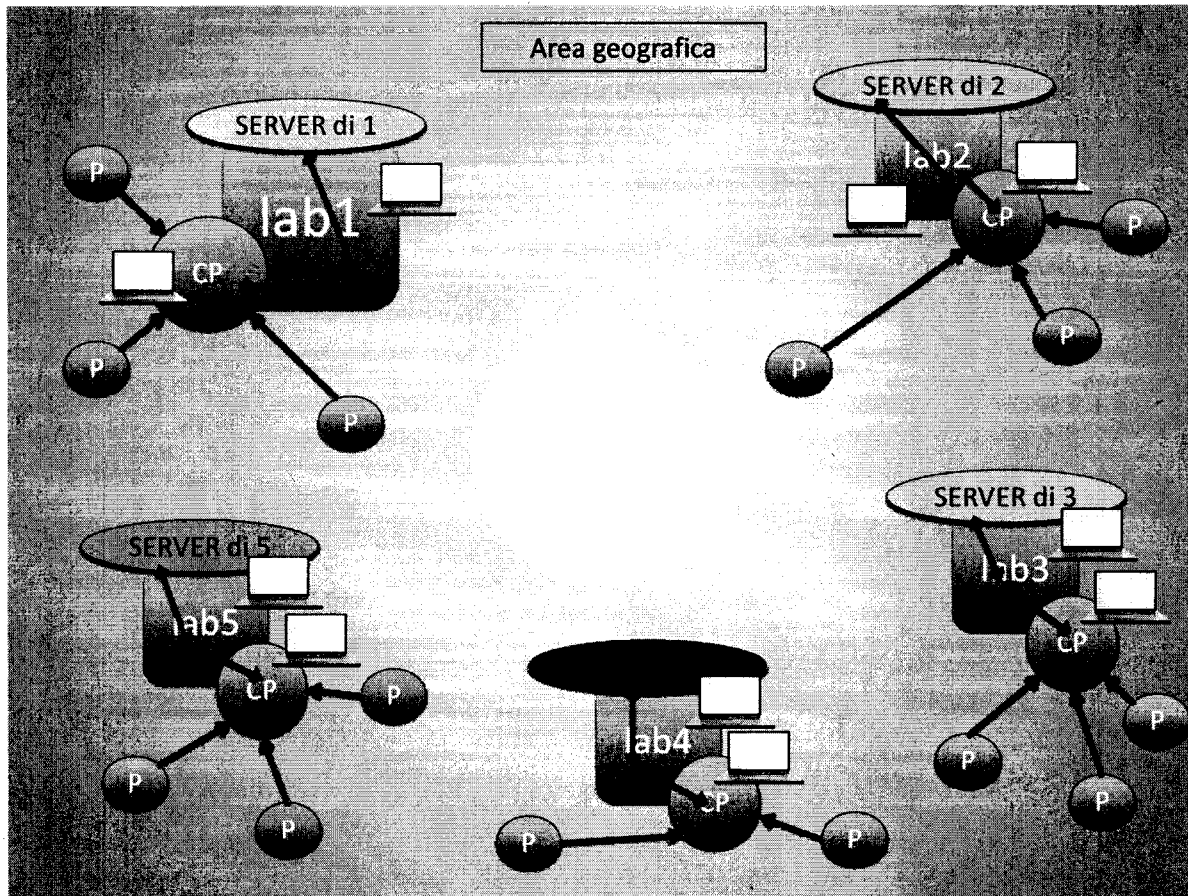 Area geografica
SERVER di 1
lab1
P
CP
P
P
SERVER di 2
lab2
CP
P
P
P
SERVER di 3
lab3
CP
P
P
P
SERVER di 5
lab5
CP
P
P
P
lab4
CP
P
P